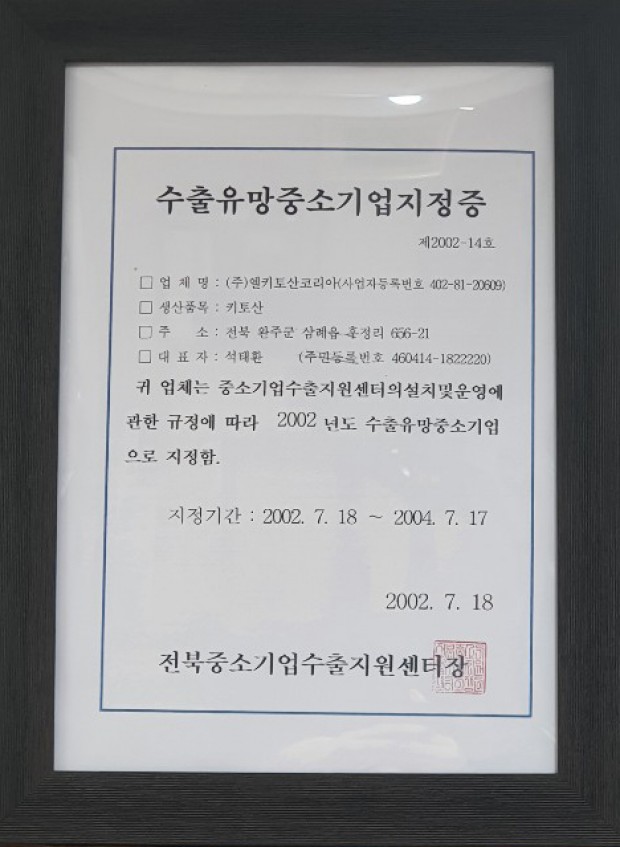 수출유망중소기업지정증
제2002-14호
□ 업 체 명 : (주)엘키토산코리아(사업자등록번호 402-81-20609)
□ 생산품목 : 키토산
□ 주 소 : 전북 완주군 삼례읍 훈정리 656-21
□ 대 표 자 : 석태환 (주민등록번호 460414-1822220)
귀 업체는 중소기업수출지원센터의설치및운영에
관한 규정에 따라 2002 년도 수출유망중소기업
으로 지정함.
지정기간 : 2002. 7. 18 ~ 2004. 7. 17
2002. 7. 18
전북중소기업수출지원센터장